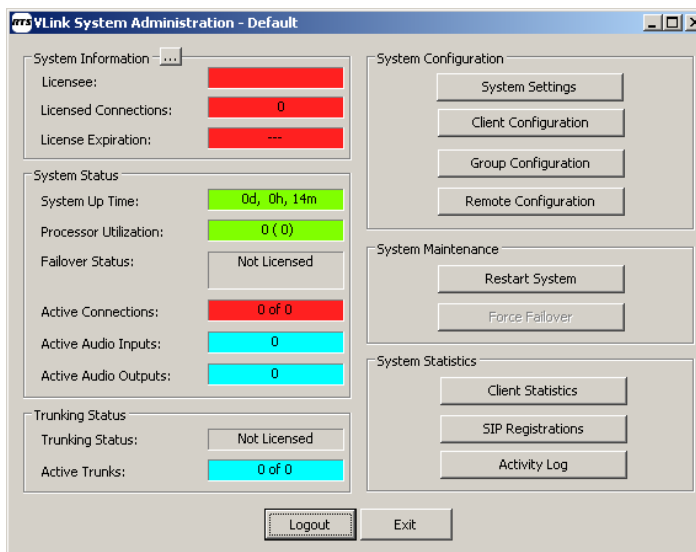 RTS VLink System Administration - Default
System Information ...
Licensee:
Licensed Connections: 0
License Expiration: ---
System Status
System Up Time: 0d, 0h, 14m
Processor Utilization: 0 ( 0)
Failover Status: Not Licensed
Active Connections: 0 of 0
Active Audio Inputs: 0
Active Audio Outputs: 0
Trunking Status
Trunking Status: Not Licensed
Active Trunks: 0 of 0
System Configuration
System Settings
Client Configuration
Group Configuration
Remote Configuration
System Maintenance
Restart System
Force Failover
System Statistics
Client Statistics
SIP Registrations
Activity Log
Logout
Exit